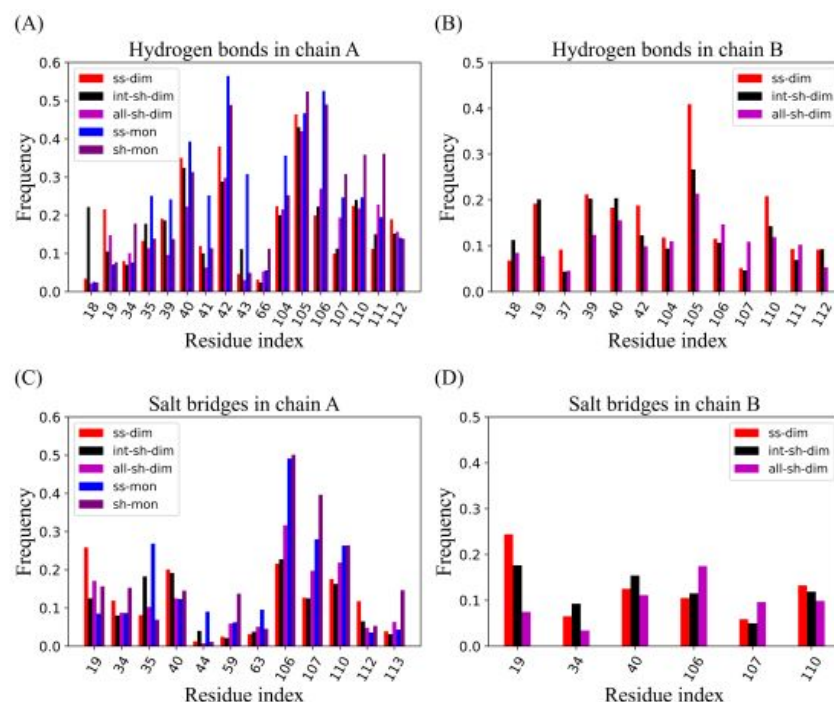 (A)
Hydrogen bonds in chain A
Frequency
0.6
0.5
0.4
0.3
0.2
0.1
0.0
ss-dim
int-sh-dim
all-sh-dim
ss-mon
sh-mon
18 19 34 35 39 40 41 42 43 66 104 105 106 107 110 111 112
Residue index
(B)
Hydrogen bonds in chain B
Frequency
0.5
0.4
0.3
0.2
0.1
0.0
ss-dim
int-sh-dim
all-sh-dim
18 19 37 39 40 42 104 105 106 107 110 111 112
Residue index
(C)
Salt bridges in chain A
Frequency
0.6
0.5
0.4
0.3
0.2
0.1
0.0
ss-dim
int-sh-dim
all-sh-dim
ss-mon
sh-mon
19 34 35 40 44 59 63 106 107 110 112 113
Residue index
(D)
Salt bridges in chain B
Frequency
0.5
0.4
0.3
0.2
0.1
0.0
ss-dim
int-sh-dim
all-sh-dim
19 34 40 106 107 110
Residue index